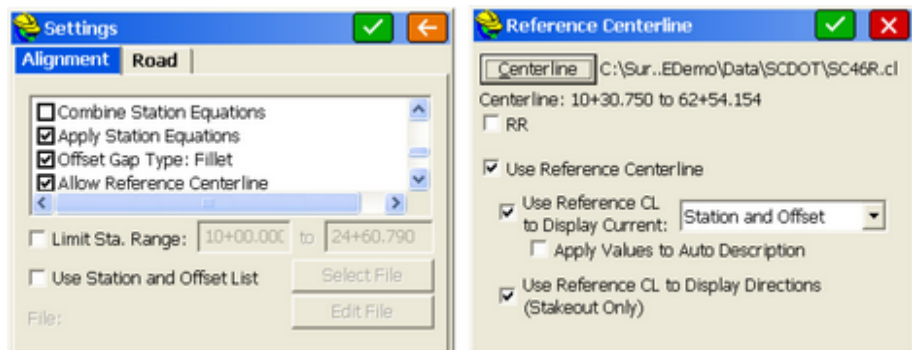 Settings
Alignment
Road
Combine Station Equations
Apply Station Equations
Offset Gap Type: Fillet
Allow Reference Centerline
Limit Sta. Range: 10+00.000 to 24+60.790
Use Station and Offset List
Select File
File:
Edit File
Reference Centerline
Centerline C:\Sur..EDemo\Data\SCDOT\SC46R.cl
Centerline: 10+30.750 to 62+54.154
RR
Use Reference Centerline
Use Reference CL
to Display Current: Station and Offset
Apply Values to Auto Description
Use Reference CL to Display Directions
(Stakeout Only)